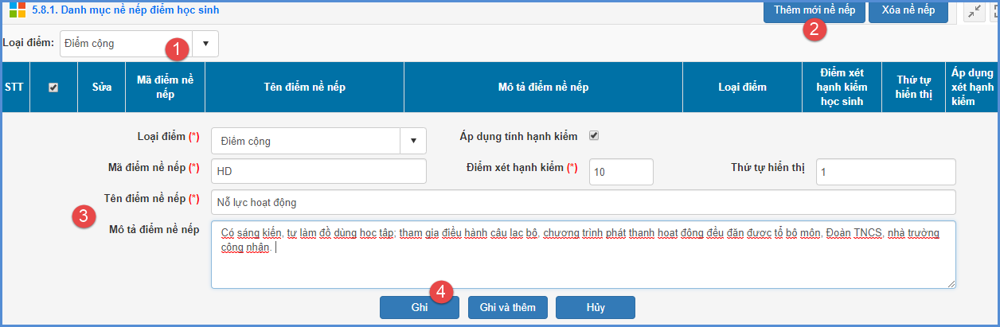 5.8.1. Danh mục nề nếp điểm học sinh
Thêm mới nề nếp
Xóa nề nếp
2
Loại điểm:
Điểm cộng
1
STT
Sửa
Mã điểm nề
nếp
Tên điểm nề nếp
Mô tả điểm nề nếp
Loại điểm
Điểm xét
hạnh kiểm
học sinh
Thứ tự
hiển thị
Áp dụng
xét hạnh
kiểm
Loại điểm (*)
Điểm cộng
Áp dụng tính hạnh kiểm
Mã điểm nề nếp (*)
HD
Điểm xét hạnh kiểm (*)
10
Thứ tự hiển thị
1
Tên điểm nề nếp (*)
Nỗ lực hoạt động
3
Mô tả điểm nề nếp
Có sáng kiến, tự làm đồ dùng học tập; tham gia điều hành câu lạc bộ, chương trình phát thanh hoạt động đều đặn được tổ bộ môn, Đoàn TNCS, nhà trường
công nhân.
4
Ghi
Ghi và thêm
Hủy